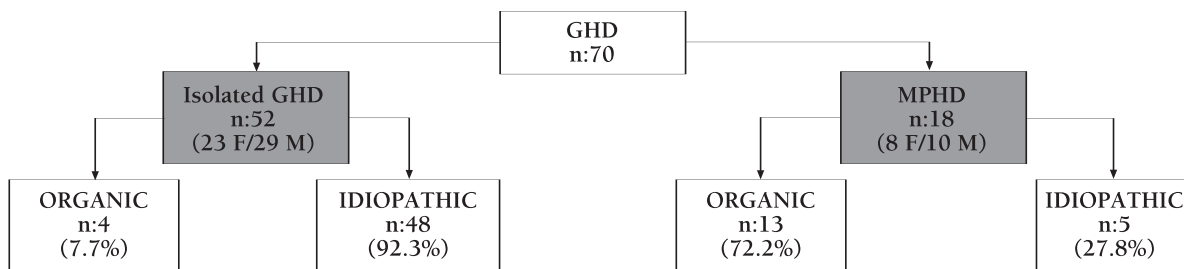 GHD
n:70
Isolated GHD
n:52
(23 F/29 M)
MPHD
n:18
(8 F/10 M)
ORGANIC
n:4
(7.7%)
IDIOPATHIC
n:48
(92.3%)
ORGANIC
n:13
(72.2%)
IDIOPATHIC
n:5
(27.8%)